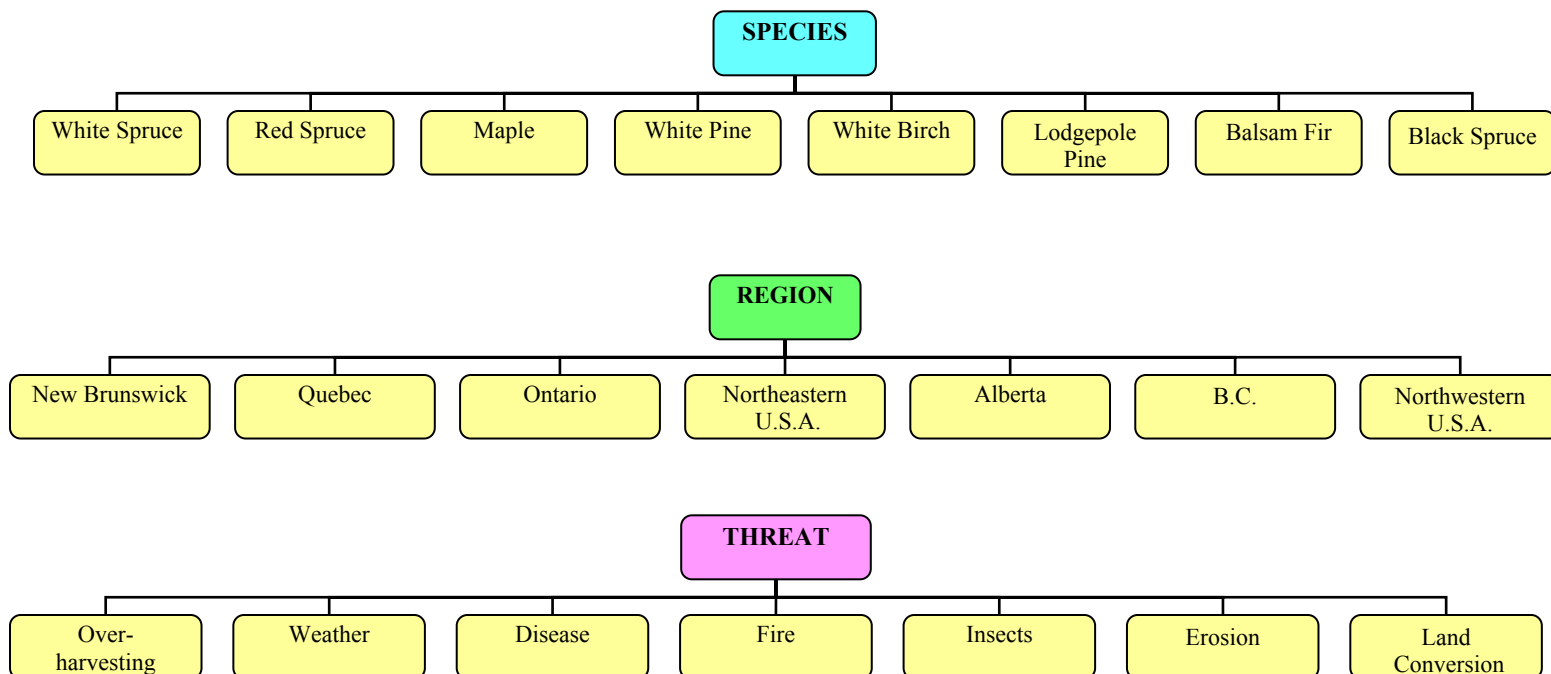 SPECIES
White Spruce
Red Spruce
Maple
White Pine
White Birch
Lodgepole
Pine
Balsam Fir
Black Spruce
REGION
New Brunswick
Quebec
Ontario
Northeastern
U.S.A.
Alberta
B.C.
Northwestern
U.S.A.
THREAT
Over-
harvesting
Weather
Disease
Fire
Insects
Erosion
Land
Conversion